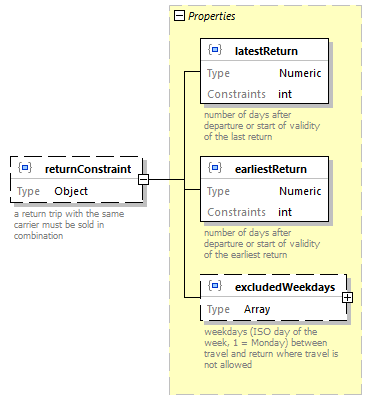 Properties
latestReturn
Type Numeric
Constraints int
number of days after
departure or start of validity
of the last return
returnConstraint
Type Object
a return trip with the same
carrier must be sold in
combination
earliestReturn
Type Numeric
Constraints int
number of days after
departure or start of validity
of the earliest return
excludedWeekdays
Type Array
weekdays (ISO day of the
week, 1 = Monday) between
travel and return where travel is
not allowed